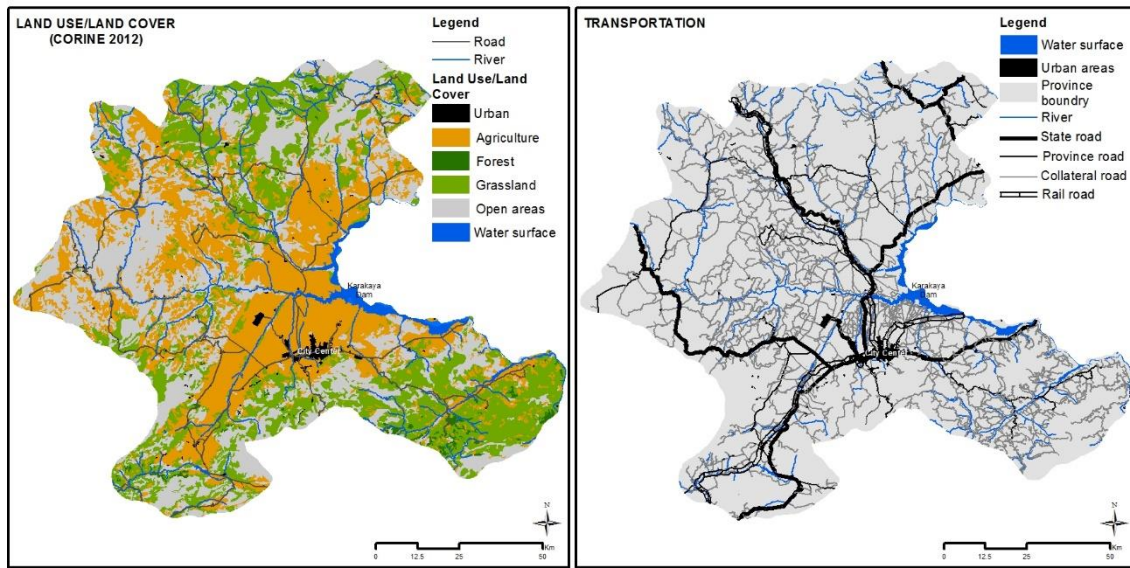 LAND USE/LAND COVER
(CORINE 2012)
Legend
Road
River
Land Use/Land
Cover
Urban
Agriculture
Forest
Grassland
Open areas
Water surface
Karakaya
Dam
City Center
N
Km
0 12.5 25 50
TRANSPORTATION
Legend
Water surface
Urban areas
Province
boundry
River
State road
Province road
Collateral road
Rail road
Karakaya
Dam
City Center
N
Km
0 12.5 25 50